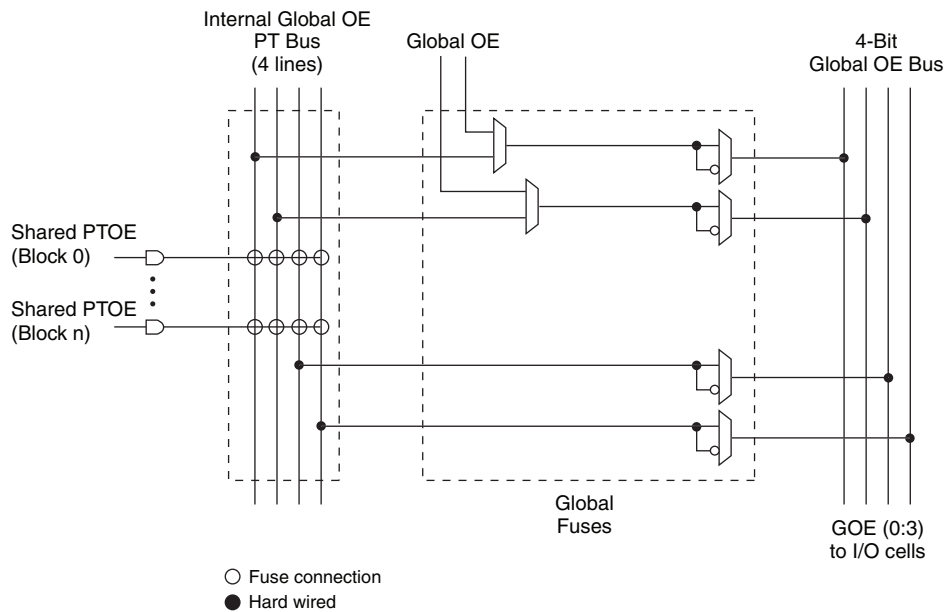 Internal Global OE
PT Bus
(4 lines)
Global OE
4-Bit
Global OE Bus
Shared PTOE
(Block 0)
Shared PTOE
(Block n)
Global
Fuses
GOE (0:3)
to I/O cells
Fuse connection
Hard wired